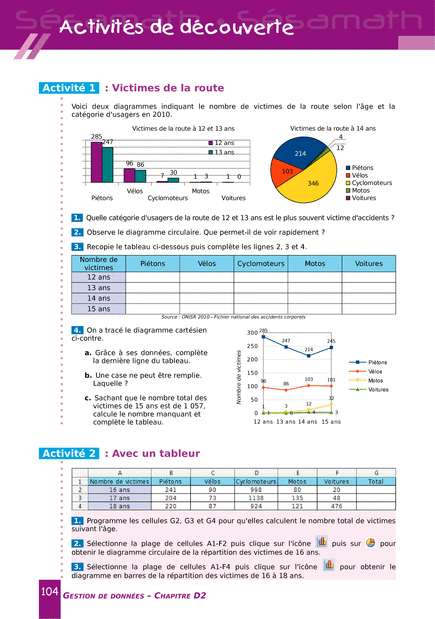 Sésamath Sésamath
Activités de découverte
Activité 1 : Victimes de la route
Voici deux diagrammes indiquant le nombre de victimes de la route selon l'âge et la
catégorie d'usagers en 2010.
Victimes de la route à 12 et 13 ans
285
247
96 86
7 30
1 3
1 0
12 ans
13 ans
Piétons
Vélos
Cyclomoteurs
Motos
Voitures
Victimes de la route à 14 ans
4
12
214
103
346
Piétons
Vélos
Cyclomoteurs
Motos
Voitures
1. Quelle catégorie d'usagers de la route de 12 et 13 ans est le plus souvent victime d'accidents ?
2. Observe le diagramme circulaire. Que permet-il de voir rapidement ?
3. Recopie le tableau ci-dessous puis complète les lignes 2, 3 et 4.
Nombre de victimes Piétons Vélos Cyclomoteurs Motos Voitures
12 ans
13 ans
14 ans
15 ans
Source : ONISR 2010 - Fichier national des accidents corporels
4. On a tracé le diagramme cartésien
ci-contre.
a. Grâce à ses données, complète
la dernière ligne du tableau.
b. Une case ne peut être remplie.
Laquelle ?
c. Sachant que le nombre total des
victimes de 15 ans est de 1 057,
calcule le nombre manquant et
complète le tableau.
Nombre de victimes
300
250
200
150
100
50
0
285
247
214
245
96
86
103
101
1
3
12
32
1
0
4
3
12 ans 13 ans 14 ans 15 ans
Piétons
Vélos
Motos
Voitures
Activité 2 : Avec un tableur
A B C D E F G
1 Nombre de victimes Piétons Vélos Cyclomoteurs Motos Voitures Total
2 16 ans 241 90 998 80 20
3 17 ans 204 73 1138 135 48
4 18 ans 220 87 924 121 476
1. Programme les cellules G2, G3 et G4 pour qu'elles calculent le nombre total de victimes
suivant l'âge.
2. Sélectionne la plage de cellules A1-F2 puis clique sur l'icône puis sur pour
obtenir le diagramme circulaire de la répartition des victimes de 16 ans.
3. Sélectionne la plage de cellules A1-F4 puis clique sur l'icône pour obtenir le
diagramme en barres de la répartition des victimes de 16 à 18 ans.
104 Gestion de données – Chapitre D2